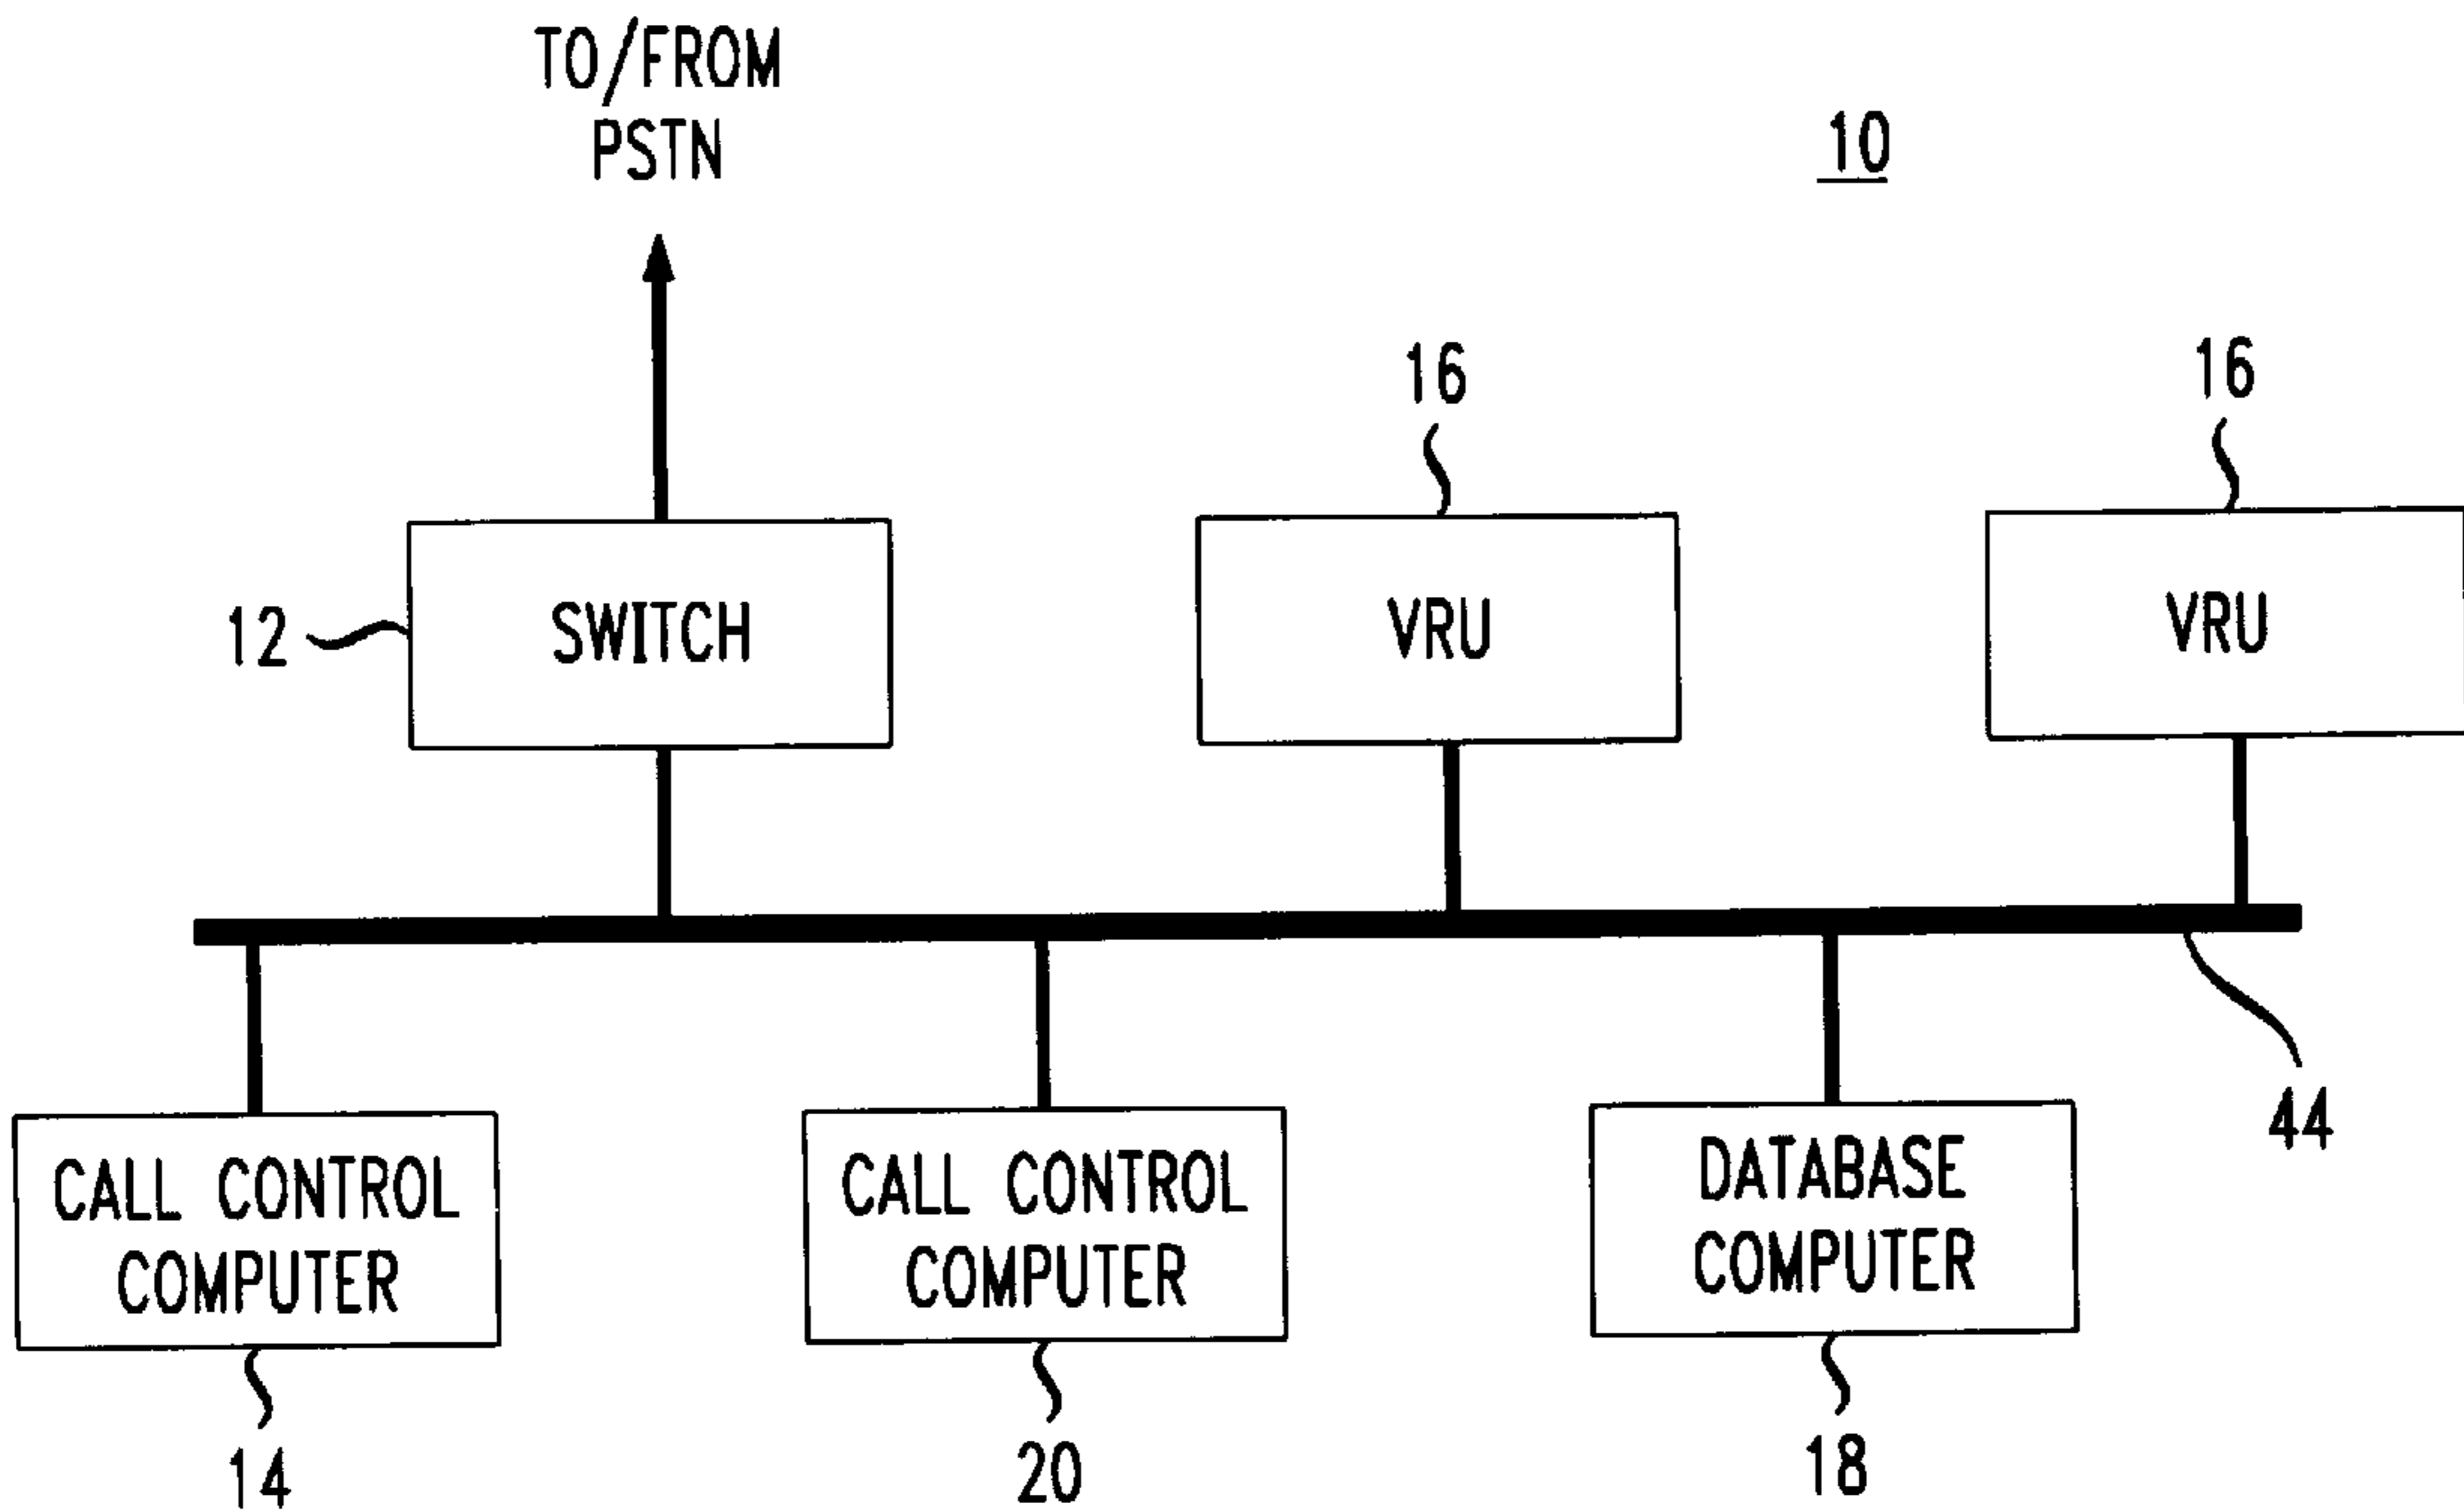 TO/FROM
PSTN
10
16
16
12
SWITCH
VRU
VRU
44
CALL CONTROL
COMPUTER
CALL CONTROL
COMPUTER
DATABASE
COMPUTER
14
20
18